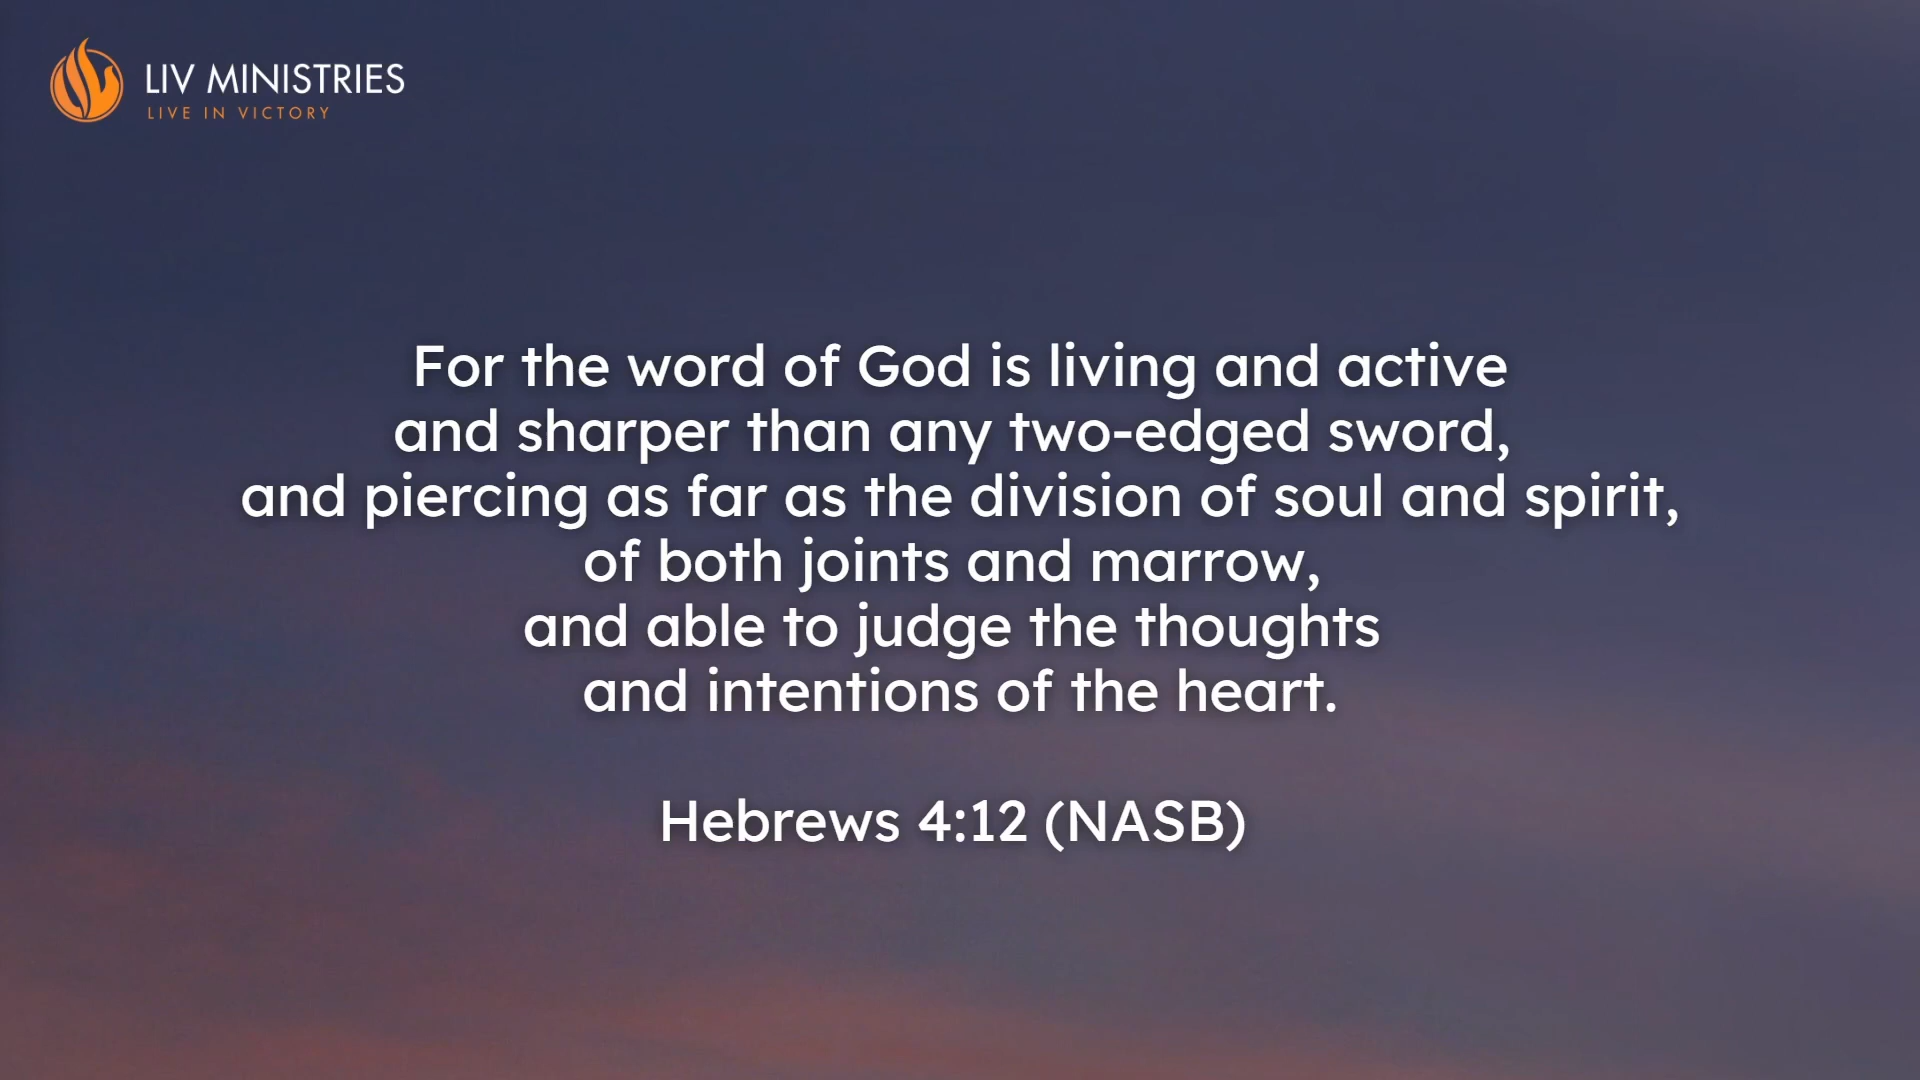 LIV MINISTRIES
LIVE IN VICTORY
For the word of God is living and active
and sharper than any two-edged sword,
and piercing as far as the division of soul and spirit,
of both joints and marrow,
and able to judge the thoughts
and intentions of the heart.
Hebrews 4:12 (NASB)